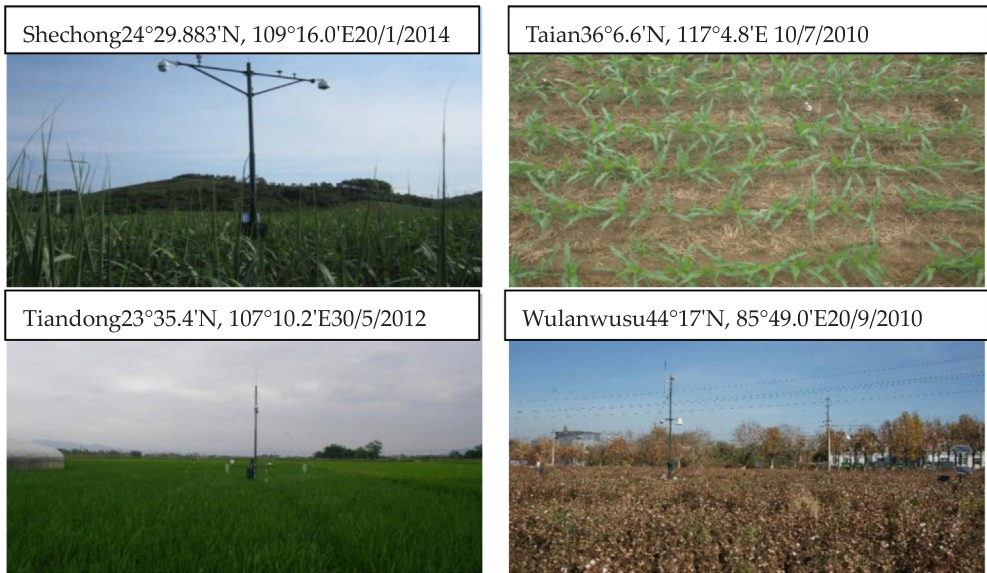 Shechong24°29.883'N, 109°16.0'E20/1/2014
Taian36°6.6'N, 117°4.8'E 10/7/2010
Tiandong23°35.4'N, 107°10.2'E30/5/2012
Wulanwusu44°17'N, 85°49.0'E20/9/2010